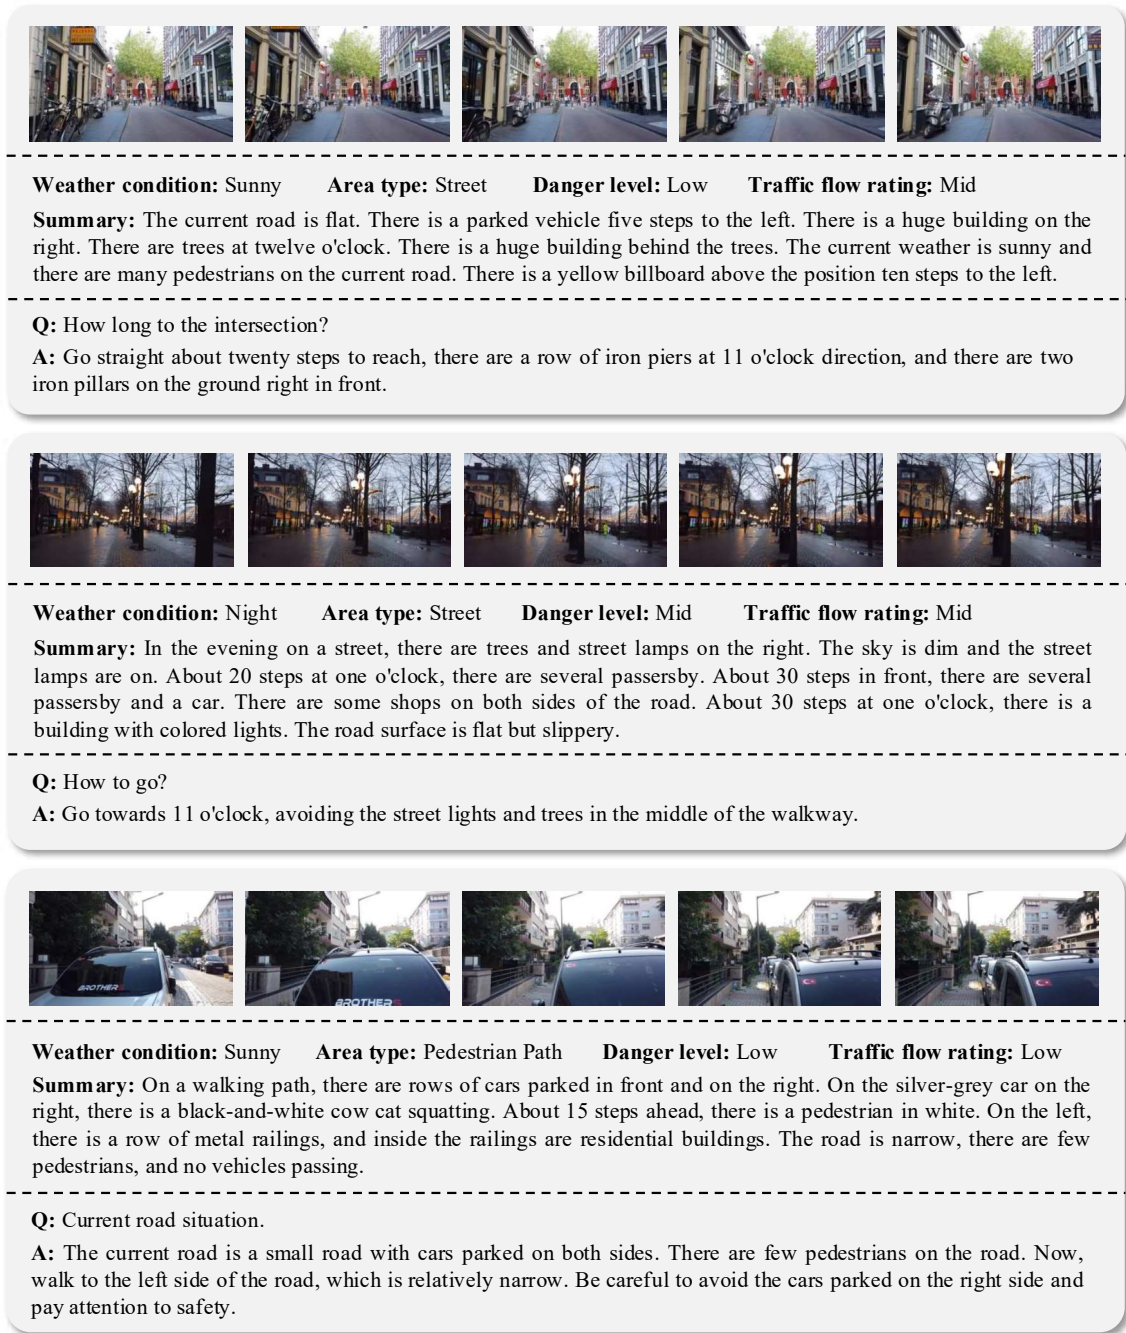 Weather condition: Sunny Area type: Street Danger level: Low Traffic flow rating: Mid
Summary: The current road is flat. There is a parked vehicle five steps to the left. There is a huge building on the
right. There are trees at twelve o'clock. There is a huge building behind the trees. The current weather is sunny and
there are many pedestrians on the current road. There is a yellow billboard above the position ten steps to the left.
Q: How long to the intersection?
A: Go straight about twenty steps to reach, there are a row of iron piers at 11 o'clock direction, and there are two
iron pillars on the ground right in front.
Weather condition: Night Area type: Street Danger level: Mid Traffic flow rating: Mid
Summary: In the evening on a street, there are trees and street lamps on the right. The sky is dim and the street
lamps are on. About 20 steps at one o'clock, there are several passersby. About 30 steps in front, there are several
passersby and a car. There are some shops on both sides of the road. About 30 steps at one o'clock, there is a
building with colored lights. The road surface is flat but slippery.
Q: How to go?
A: Go towards 11 o'clock, avoiding the street lights and trees in the middle of the walkway.
BROTHERS
BROTHERS
Weather condition: Sunny Area type: Pedestrian Path Danger level: Low Traffic flow rating: Low
Summary: On a walking path, there are rows of cars parked in front and on the right. On the silver-grey car on the
right, there is a black-and-white cow cat squatting. About 15 steps ahead, there is a pedestrian in white. On the left,
there is a row of metal railings, and inside the railings are residential buildings. The road is narrow, there are few
pedestrians, and no vehicles passing.
Q: Current road situation.
A: The current road is a small road with cars parked on both sides. There are few pedestrians on the road. Now,
walk to the left side of the road, which is relatively narrow. Be careful to avoid the cars parked on the right side and
pay attention to safety.